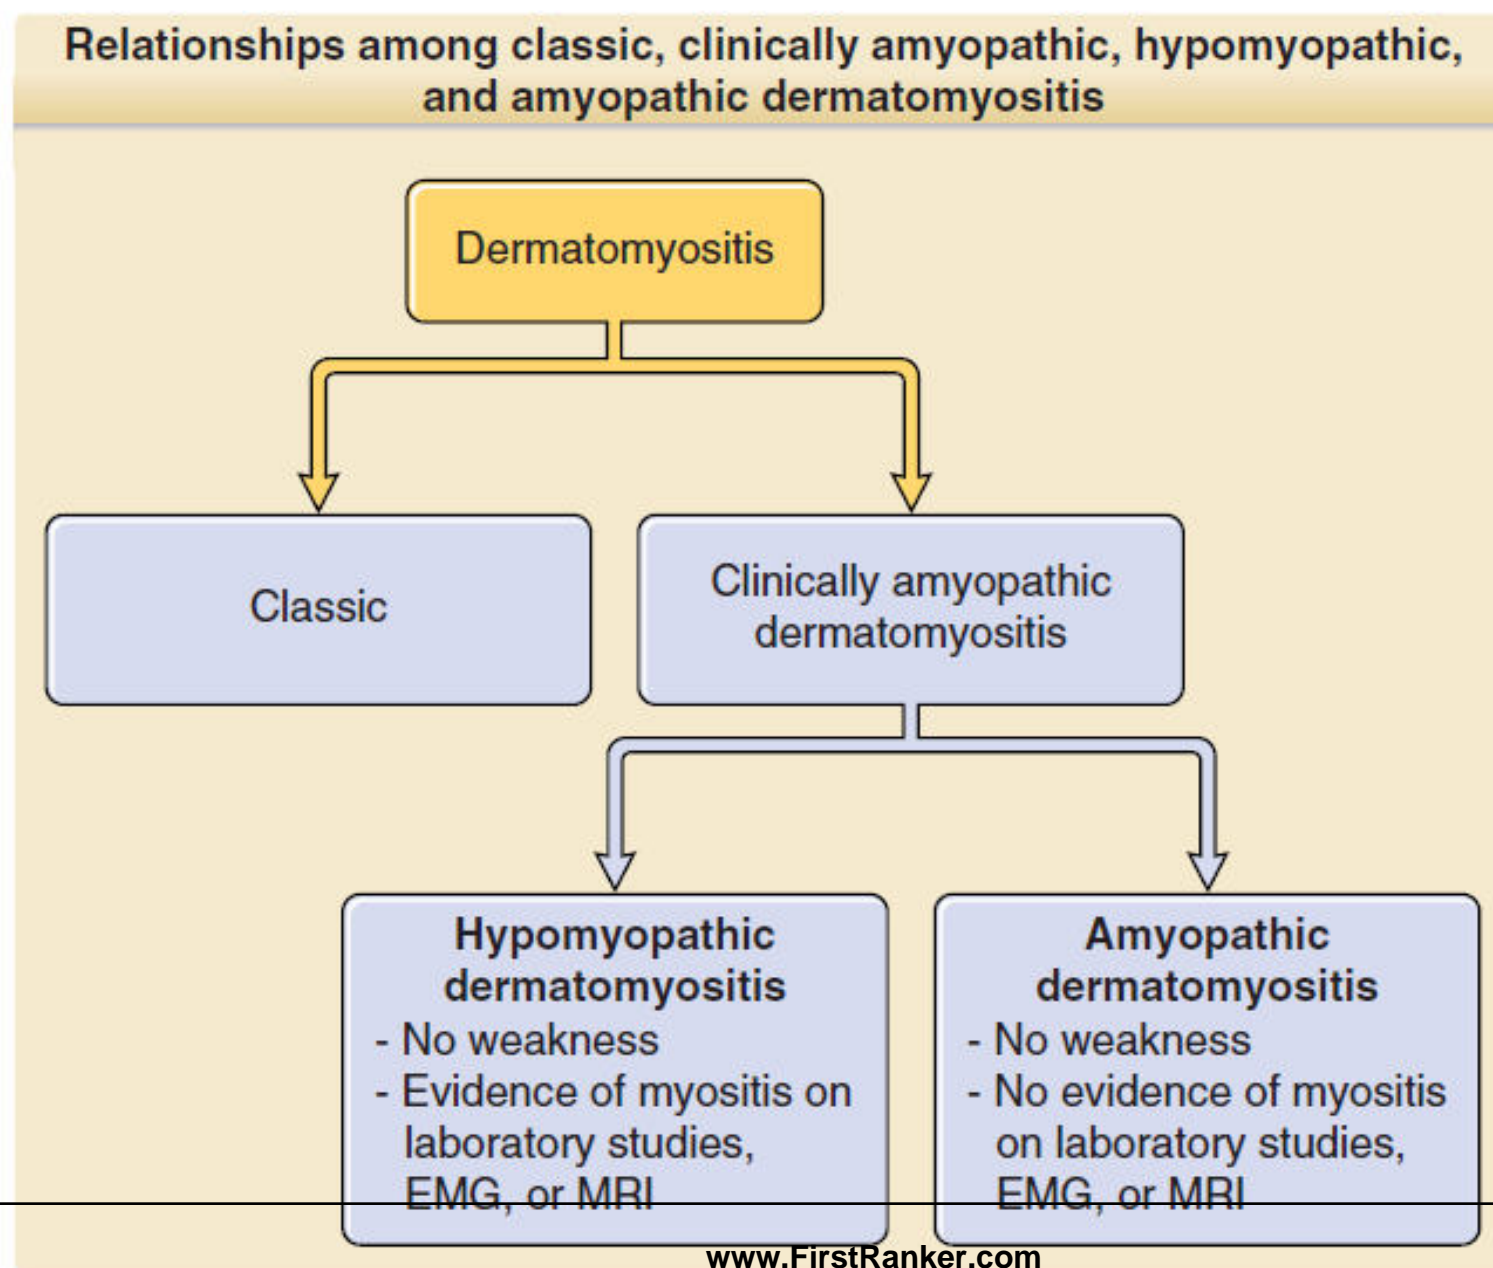 Relationships among classic, clinically amyopathic, hypomyopathic,
and amyopathic dermatomyositis
Dermatomyositis
Classic
Clinically amyopathic
dermatomyositis
Hypomyopathic
dermatomyositis
- No weakness
- Evidence of myositis on
laboratory studies,
EMG, or MRI
Amyopathic
dermatomyositis
- No weakness
- No evidence of myositis
on laboratory studies,
EMG, or MRI
www.FirstRanker.com